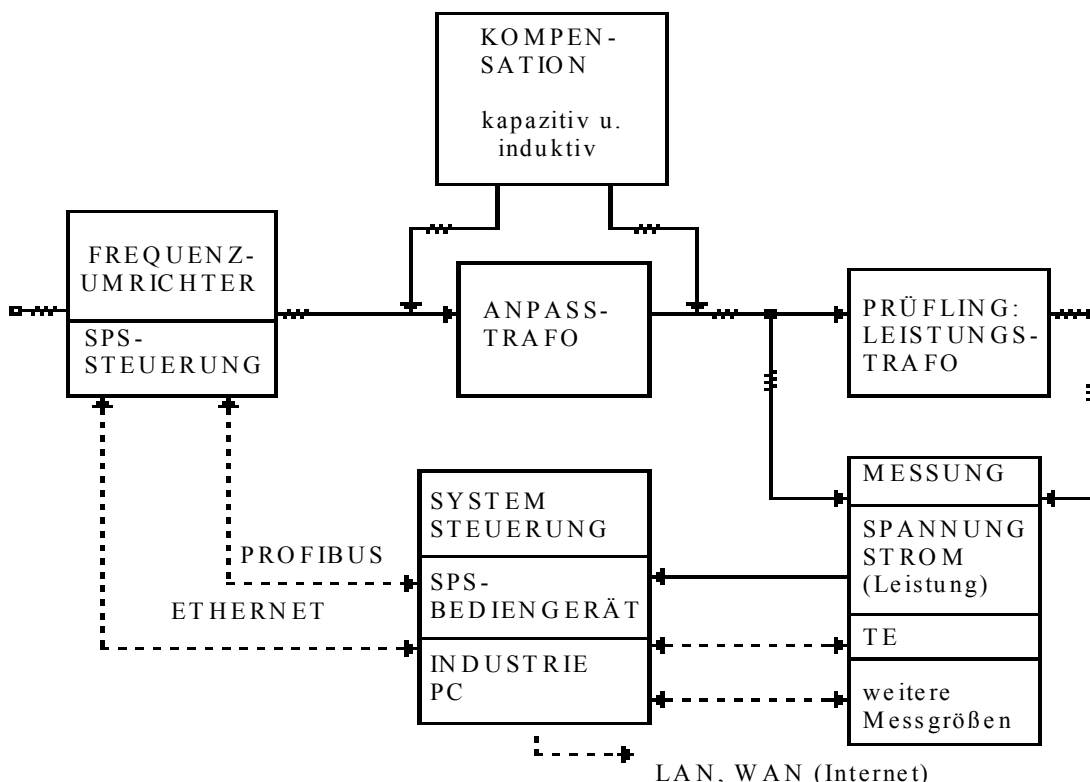 KOMPEN-
SATION
kapazitiv u.
induktiv
FREQUENZ-
UMRICHTER
SPS-
STEUERUNG
ANPASS-
TRAFO
PRÜFLING:
LEISTUNGS-
TRAFO
MESSUNG
SPANNUNG
STROM
(Leistung)
TE
weitere
Messgrößen
SYSTEM
STEUERUNG
SPS-
BEDIENGERÄT
INDUSTRIE
PC
PROFIBUS
ETHERNET
LAN, WAN (Internet)